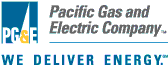 PG&E
Pacific Gas and
Electric Company™
WE DELIVER ENERGY.™